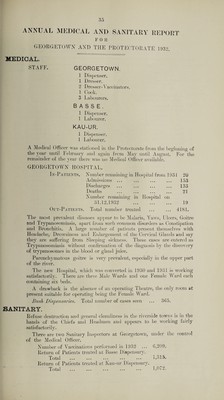 35
ANNUAL MEDICAL AND SANITARY REPORT
FOR
GEORGETOWN AND THE PROTECTORATE 1932.
MEDICAL.
STAFF. GEORGETOWN.
1 Dispenser.
2 Dresser.
2 Dresser-Vaccinators.
1 Cook.
3 Labourers.
BASSE.
1 Dispenser.
1 Labourer.
KAU-UR.
1 Dispenser.
1 Labourer.
A Medical Officer was stationed in the Protectorate from the beginning of
the year until February and again from May until August. For the
remainder of the year there was no Medical Officer available.
GEORGETOWN HOSPITAL.
IN-PATIENTS, Number remaining in Hospital from 1931 20
Admissions ... ... ... ... 155
Discharges ... ... ... ... 135
Deaths ... ... ... ... 21
Number remaining in Hospital on
31.12.1932 ... ... ... 19
OUT-PATIENTS. Total number treated ... ... 4185.
The most prevalent diseases appear to be Malaria, Yaws, Ulcers, Goitre
and Trypanosomiasis, apart from such common disorders as Constipation
and Bronchitis. A large number of patients present themselves with
Headache, Drowsiness and Enlargement of the Cervical Glands and say
they are suffering from Sleeping sickness. These cases are entered as
Trypanosomiasis without confirmation of the diagnosis by the discovery
of trypanosomes in the blood or gland juice.
Parenchymatous goitre is very prevalent, especially in the upper part
of the river.
The new Hospital, which was converted in 1930 and 1931 is working
satisfactorily. There are three Male Wards and one Female Ward each
containing six beds.
A drawback is the absence of an operating Theatre, the only room at
present suitable for operating being the Female Ward.
Bush Dispensaries. Total number of cases seen ... 365.
SANITARY.
Refuse destruction and general cleanliness in the riverside towns is in the
hands of the Chiefs and Headmen and appears to be working fairly
satisfactorily.
There are two Sanitary Inspectors at Georgetown, under the control
of the Medical Officer.
Number of Vaccinations performed in 1932 ... 6,209.
Return of Patients treated at Basse Dispensary.
Total ... ... ... ...
Return of Patients treated at Kau-ur Dispensary.
Total ... ... ... ... 1,072.